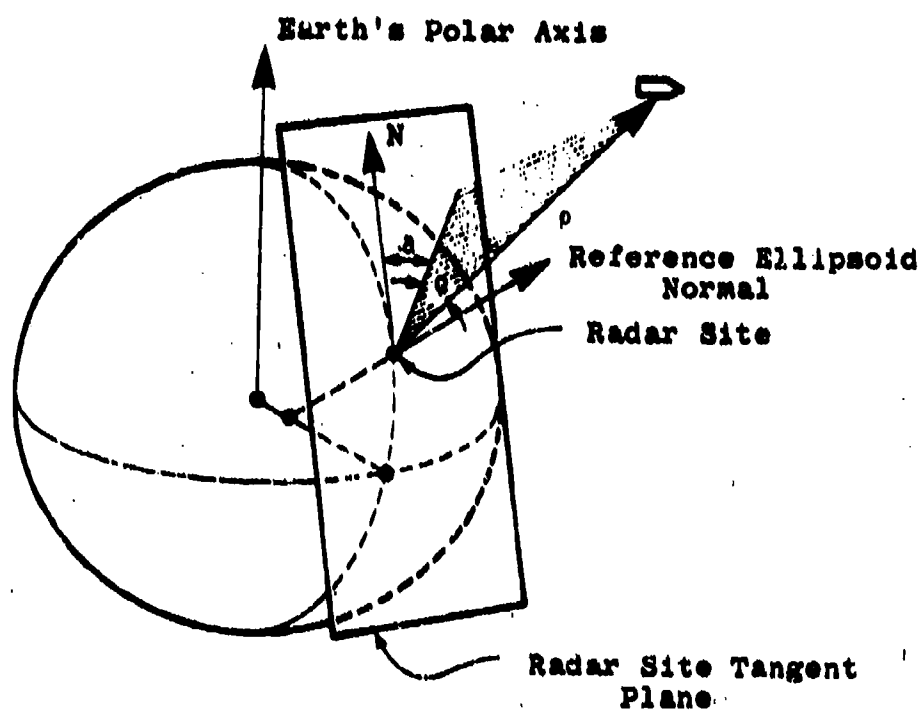 Earth's Polar Axis
N
a
ρ
Reference Ellipsoid
Normal
Radar Site
Radar Site Tangent
Plane